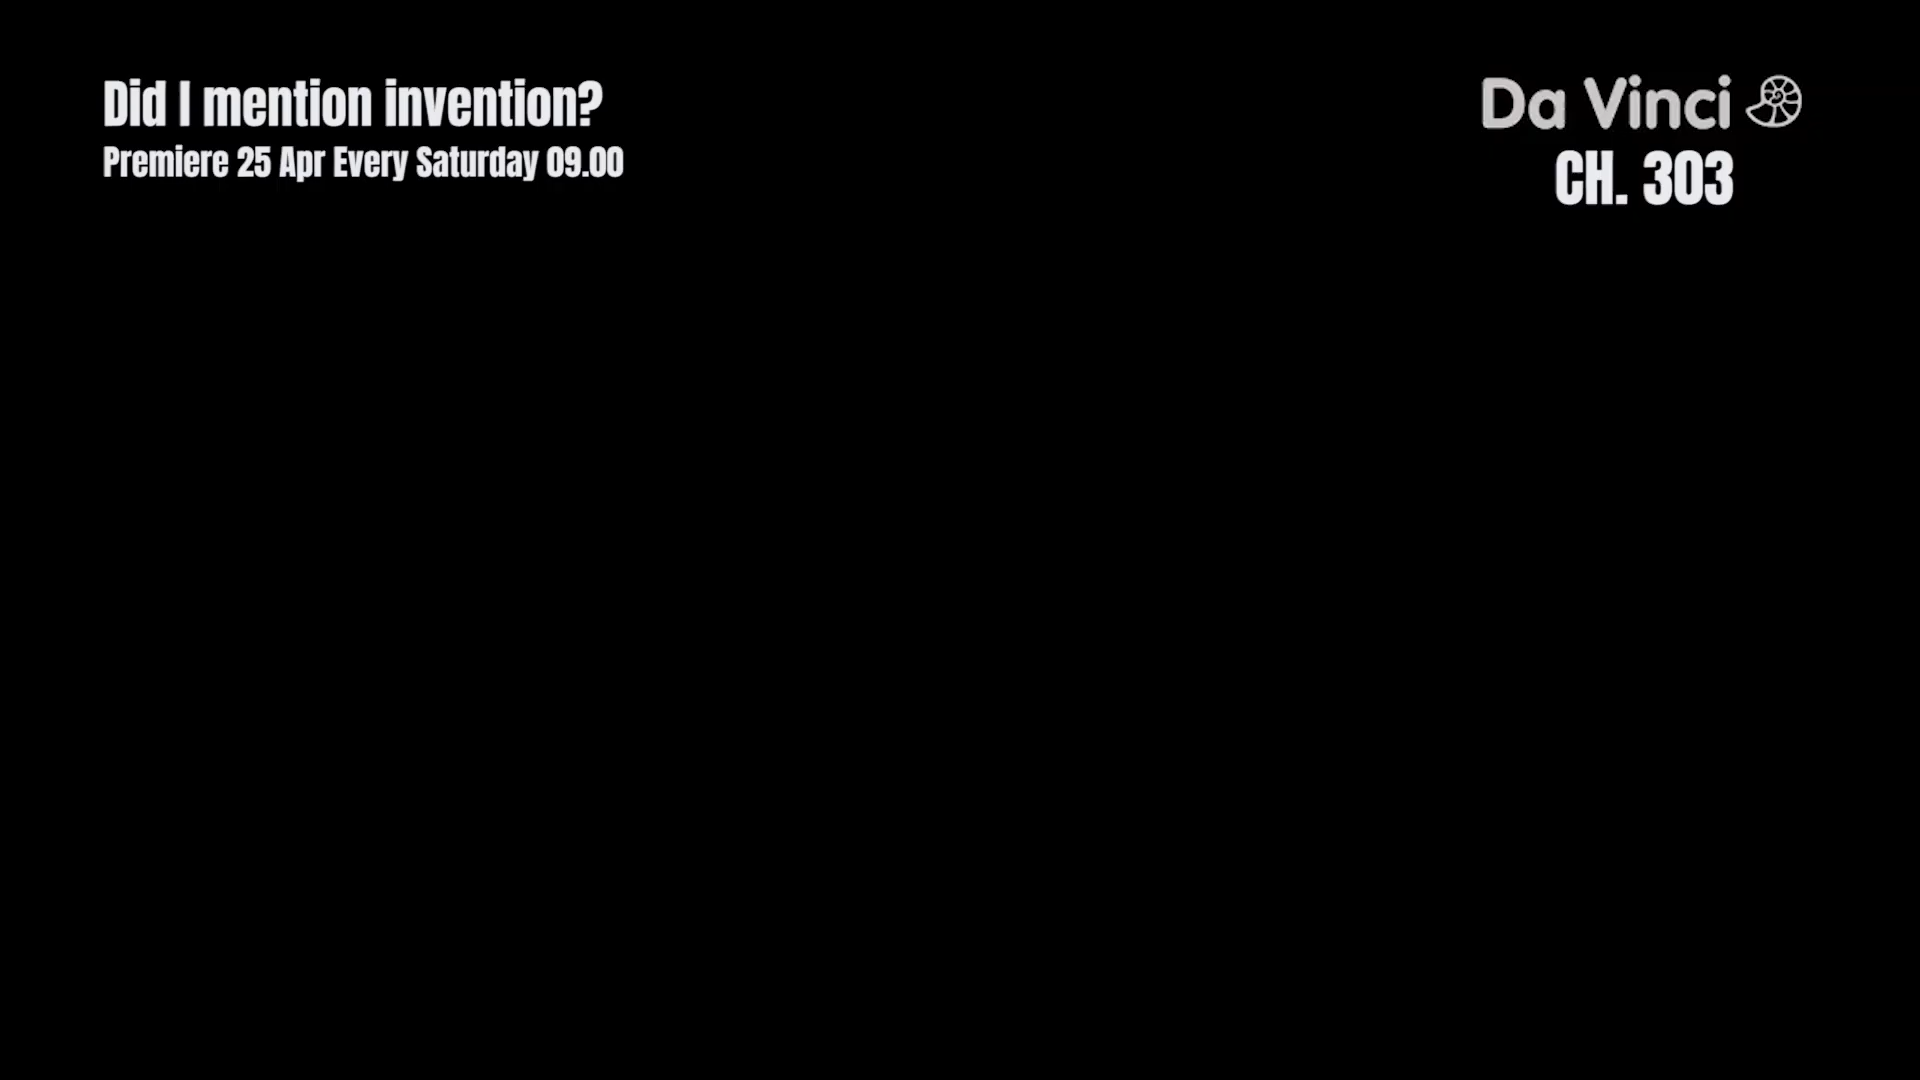 Did I mention invention?
Premiere 25 Apr Every Saturday 09.00
Da Vinci
CH. 303